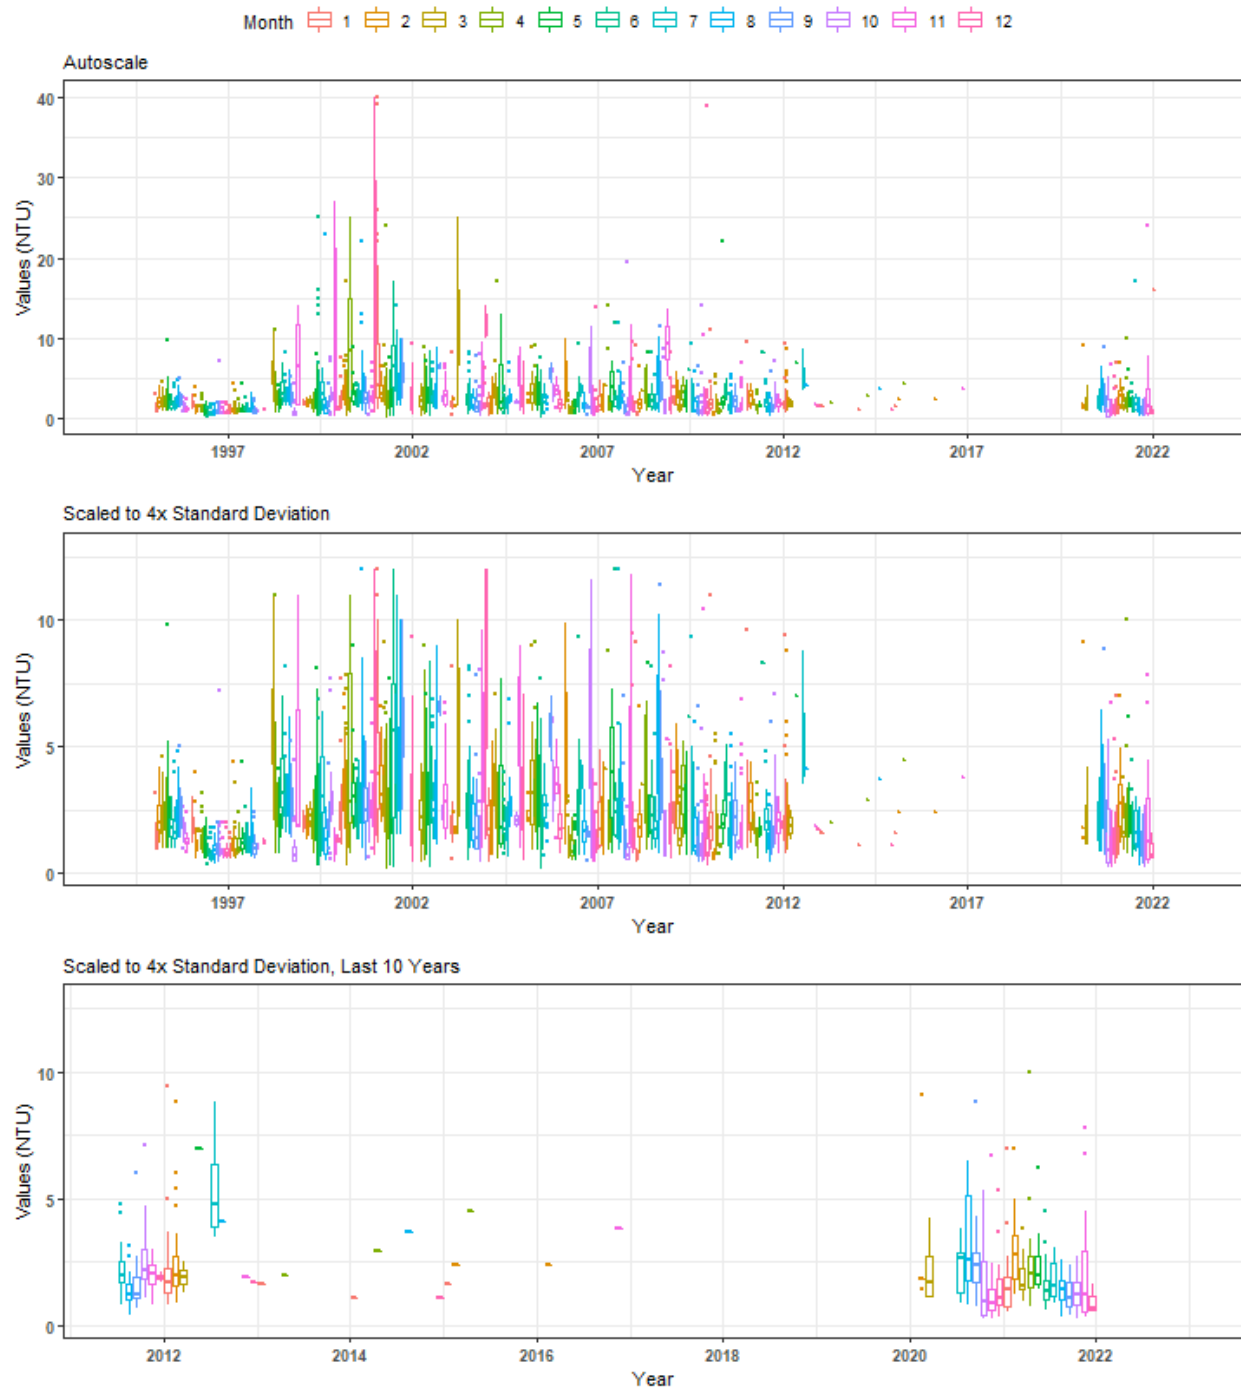 Month 1 2 3 4 5 6 7 8 9 10 11 12
Autoscale
40
30
20
10
0
Values (NTU)
1997 2002 2007 2012 2017 2022
Year
Scaled to 4x Standard Deviation
10
5
0
Values (NTU)
1997 2002 2007 2012 2017 2022
Year
Scaled to 4x Standard Deviation, Last 10 Years
10
5
0
Values (NTU)
2012 2014 2016 2018 2020 2022
Year